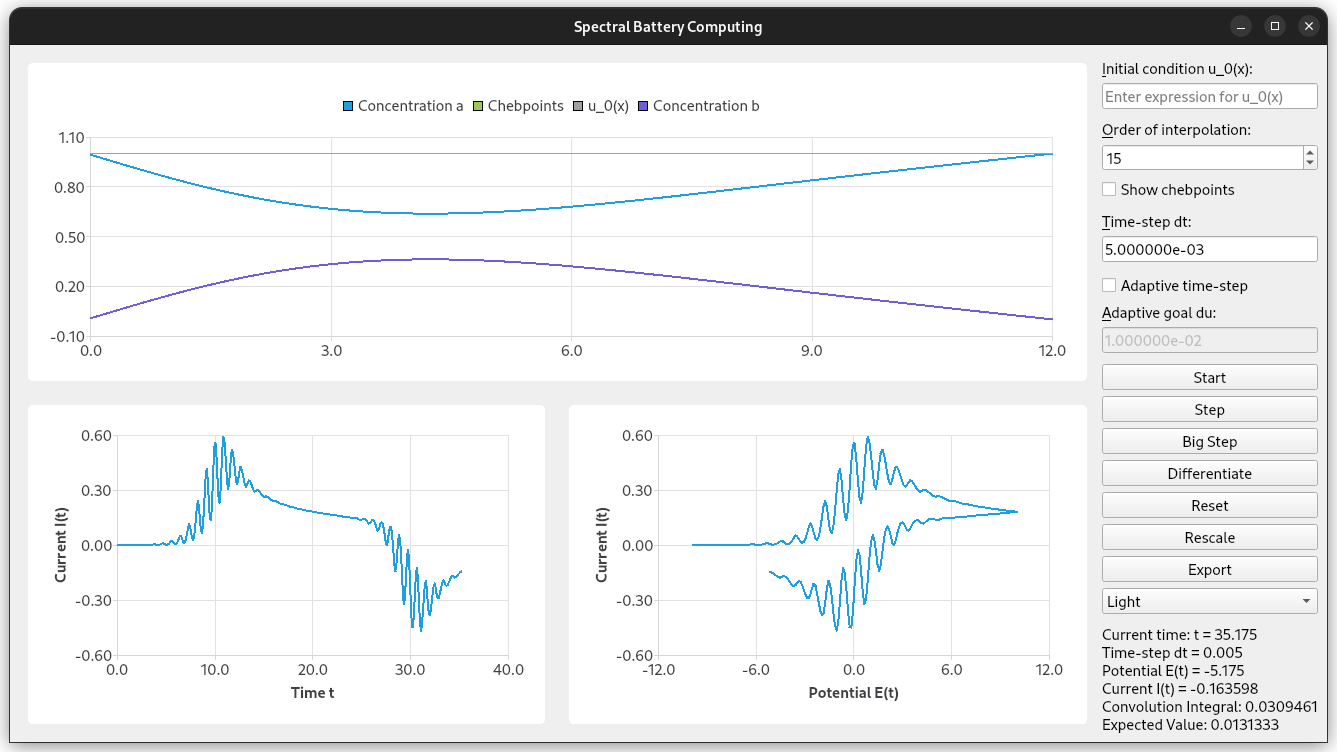 Spectral Battery Computing
Concentration a Chebpoints u_0(x) Concentration b
1.10
0.80
0.50
0.20
-0.10
0.0 3.0 6.0 9.0 12.0
0.60
0.30
0.00
-0.30
-0.60
Current I(t)
0.0 10.0 20.0 30.0 40.0
Time t
0.60
0.30
0.00
-0.30
-0.60
Current I(t)
-12.0 -6.0 0.0 6.0 12.0
Potential E(t)
Initial condition u_0(x):
Enter expression for u_0(x)
Order of interpolation:
15
Show chebpoints
Time-step dt:
5.000000e-03
Adaptive time-step
Adaptive goal du:
1.000000e-02
Start
Step
Big Step
Differentiate
Reset
Rescale
Export
Light
Current time: t = 35.175
Time-step dt = 0.005
Potential E(t) = -5.175
Current I(t) = -0.163598
Convolution Integral: 0.0309461
Expected Value: 0.0131333